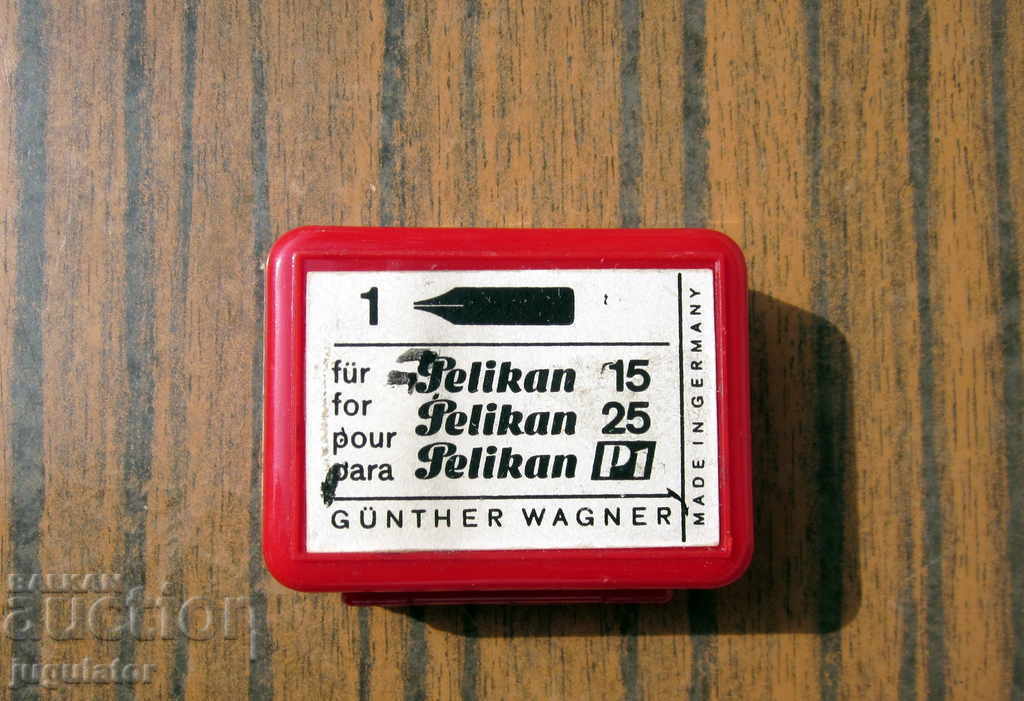 1
für Pelikan 15
for Pelikan 25
pour Pelikan P1
para
GÜNTHER WAGNER
MADE IN GERMANY
BALKAN
auction
jugulator